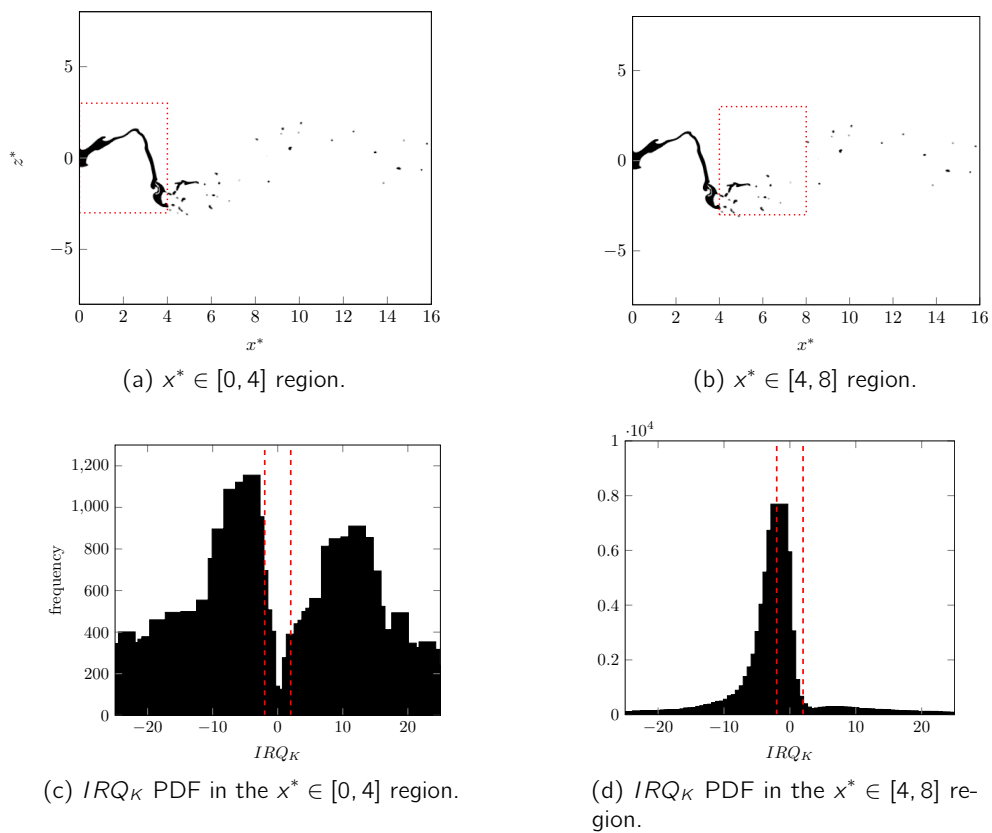 5
0
−5
z*
0 2 4 6 8 10 12 14 16
x*
(a) x* ∈ [0, 4] region.
5
0
−5
0 2 4 6 8 10 12 14 16
x*
(b) x* ∈ [4, 8] region.
1,200
1,000
800
600
400
200
0
frequency
−20 −10 0 10 20
IRQ_K
(c) IRQ_K PDF in the x* ∈ [0, 4] region.
·10⁴
1
0.8
0.6
0.4
0.2
0
−20 −10 0 10 20
IRQ_K
(d) IRQ_K PDF in the x* ∈ [4, 8] re-
gion.